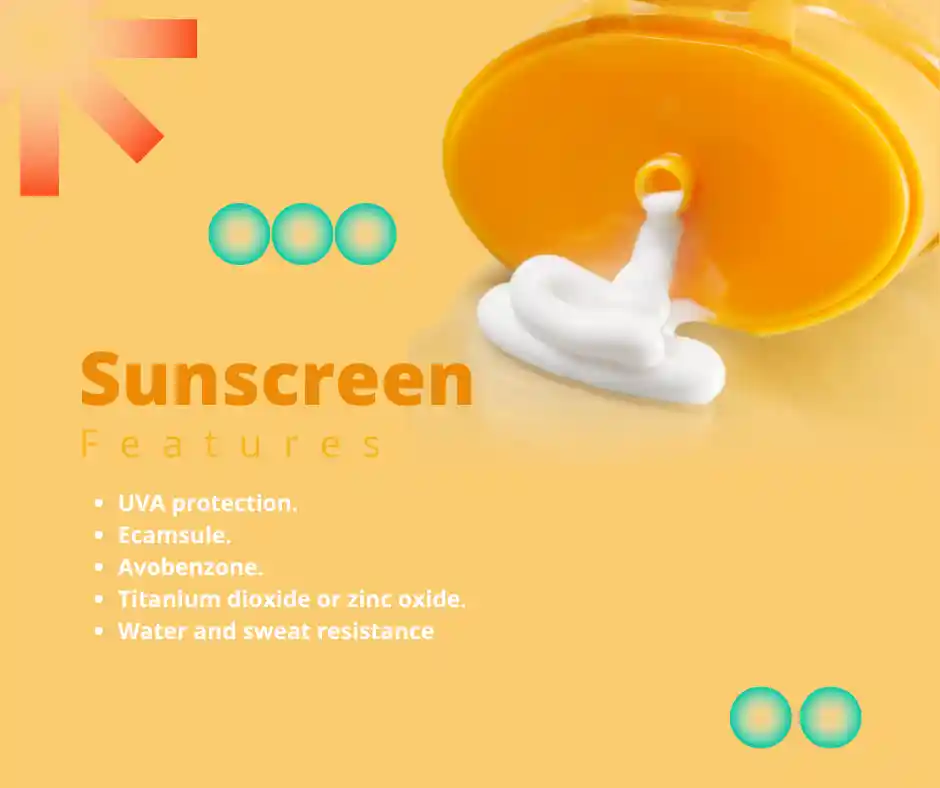 Sunscreen
Features
• UVA protection.
• Ecamsule.
• Avobenzone.
• Titanium dioxide or zinc oxide.
• Water and sweat resistance